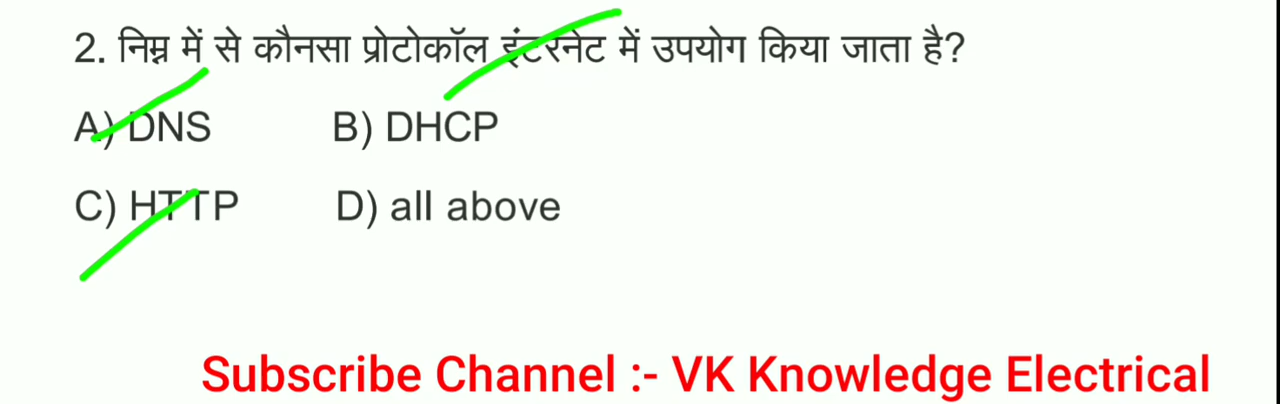 2. निम्न में से कौनसा प्रोटोकॉल इंटरनेट में उपयोग किया जाता है?
A) DNS B) DHCP
C) HTTP D) all above
Subscribe Channel :- VK Knowledge Electrical